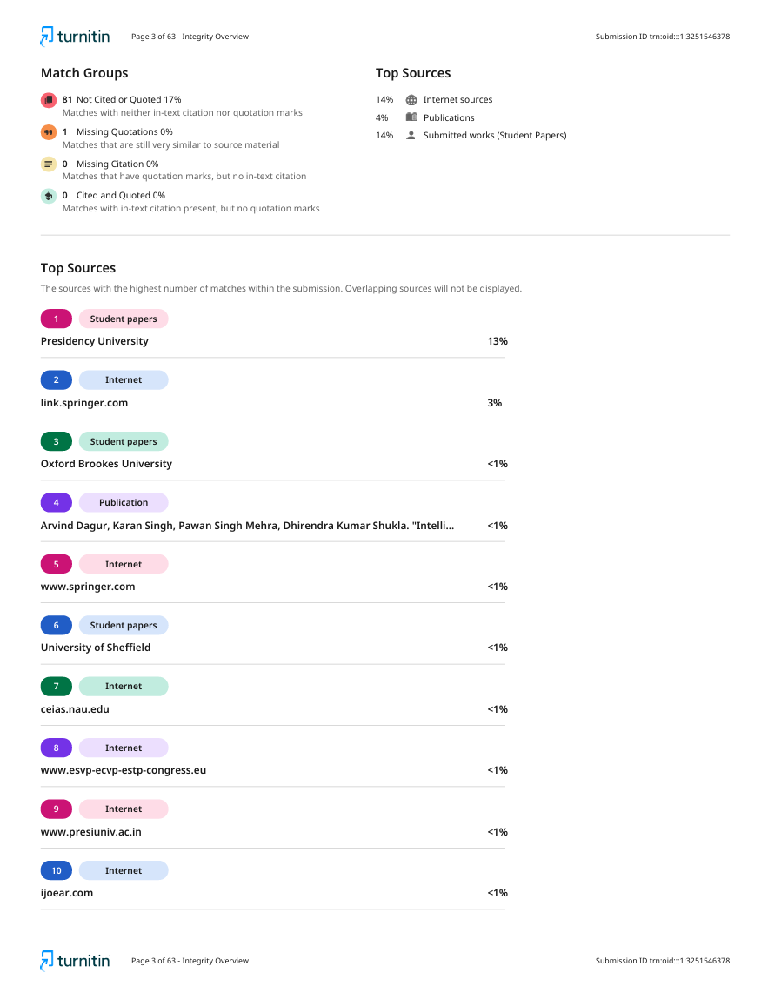 turnitin Page 3 of 63 - Integrity Overview Submission ID trn:oid:::1:3251546378
Match Groups
81 Not Cited or Quoted 17%
Matches with neither in-text citation nor quotation marks
1 Missing Quotations 0%
Matches that are still very similar to source material
0 Missing Citation 0%
Matches that have quotation marks, but no in-text citation
0 Cited and Quoted 0%
Matches with in-text citation present, but no quotation marks
Top Sources
14% Internet sources
4% Publications
14% Submitted works (Student Papers)
Top Sources
The sources with the highest number of matches within the submission. Overlapping sources will not be displayed.
1 Student papers
Presidency University 13%
2 Internet
link.springer.com 3%
3 Student papers
Oxford Brookes University <1%
4 Publication
Arvind Dagur, Karan Singh, Pawan Singh Mehra, Dhirendra Kumar Shukla. "Intelli... <1%
5 Internet
www.springer.com <1%
6 Student papers
University of Sheffield <1%
7 Internet
ceias.nau.edu <1%
8 Internet
www.esvp-ecvp-estp-congress.eu <1%
9 Internet
www.presiuniv.ac.in <1%
10 Internet
ijoear.com <1%
turnitin Page 3 of 63 - Integrity Overview Submission ID trn:oid:::1:3251546378